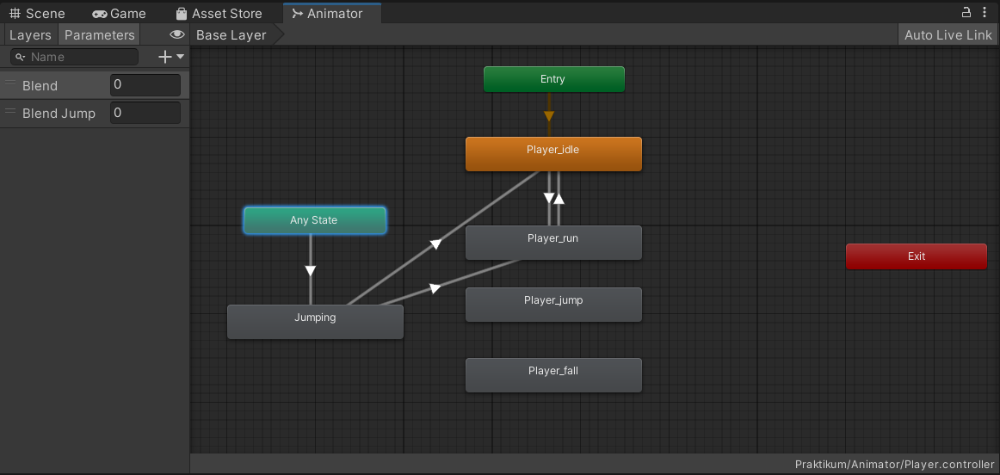 Scene Game Asset Store Animator
Layers Parameters Base Layer Auto Live Link
Name
Blend 0
Blend Jump 0
Entry
Player_idle
Any State
Player_run
Exit
Player_jump
Jumping
Player_fall
Praktikum/Animator/Player.controller